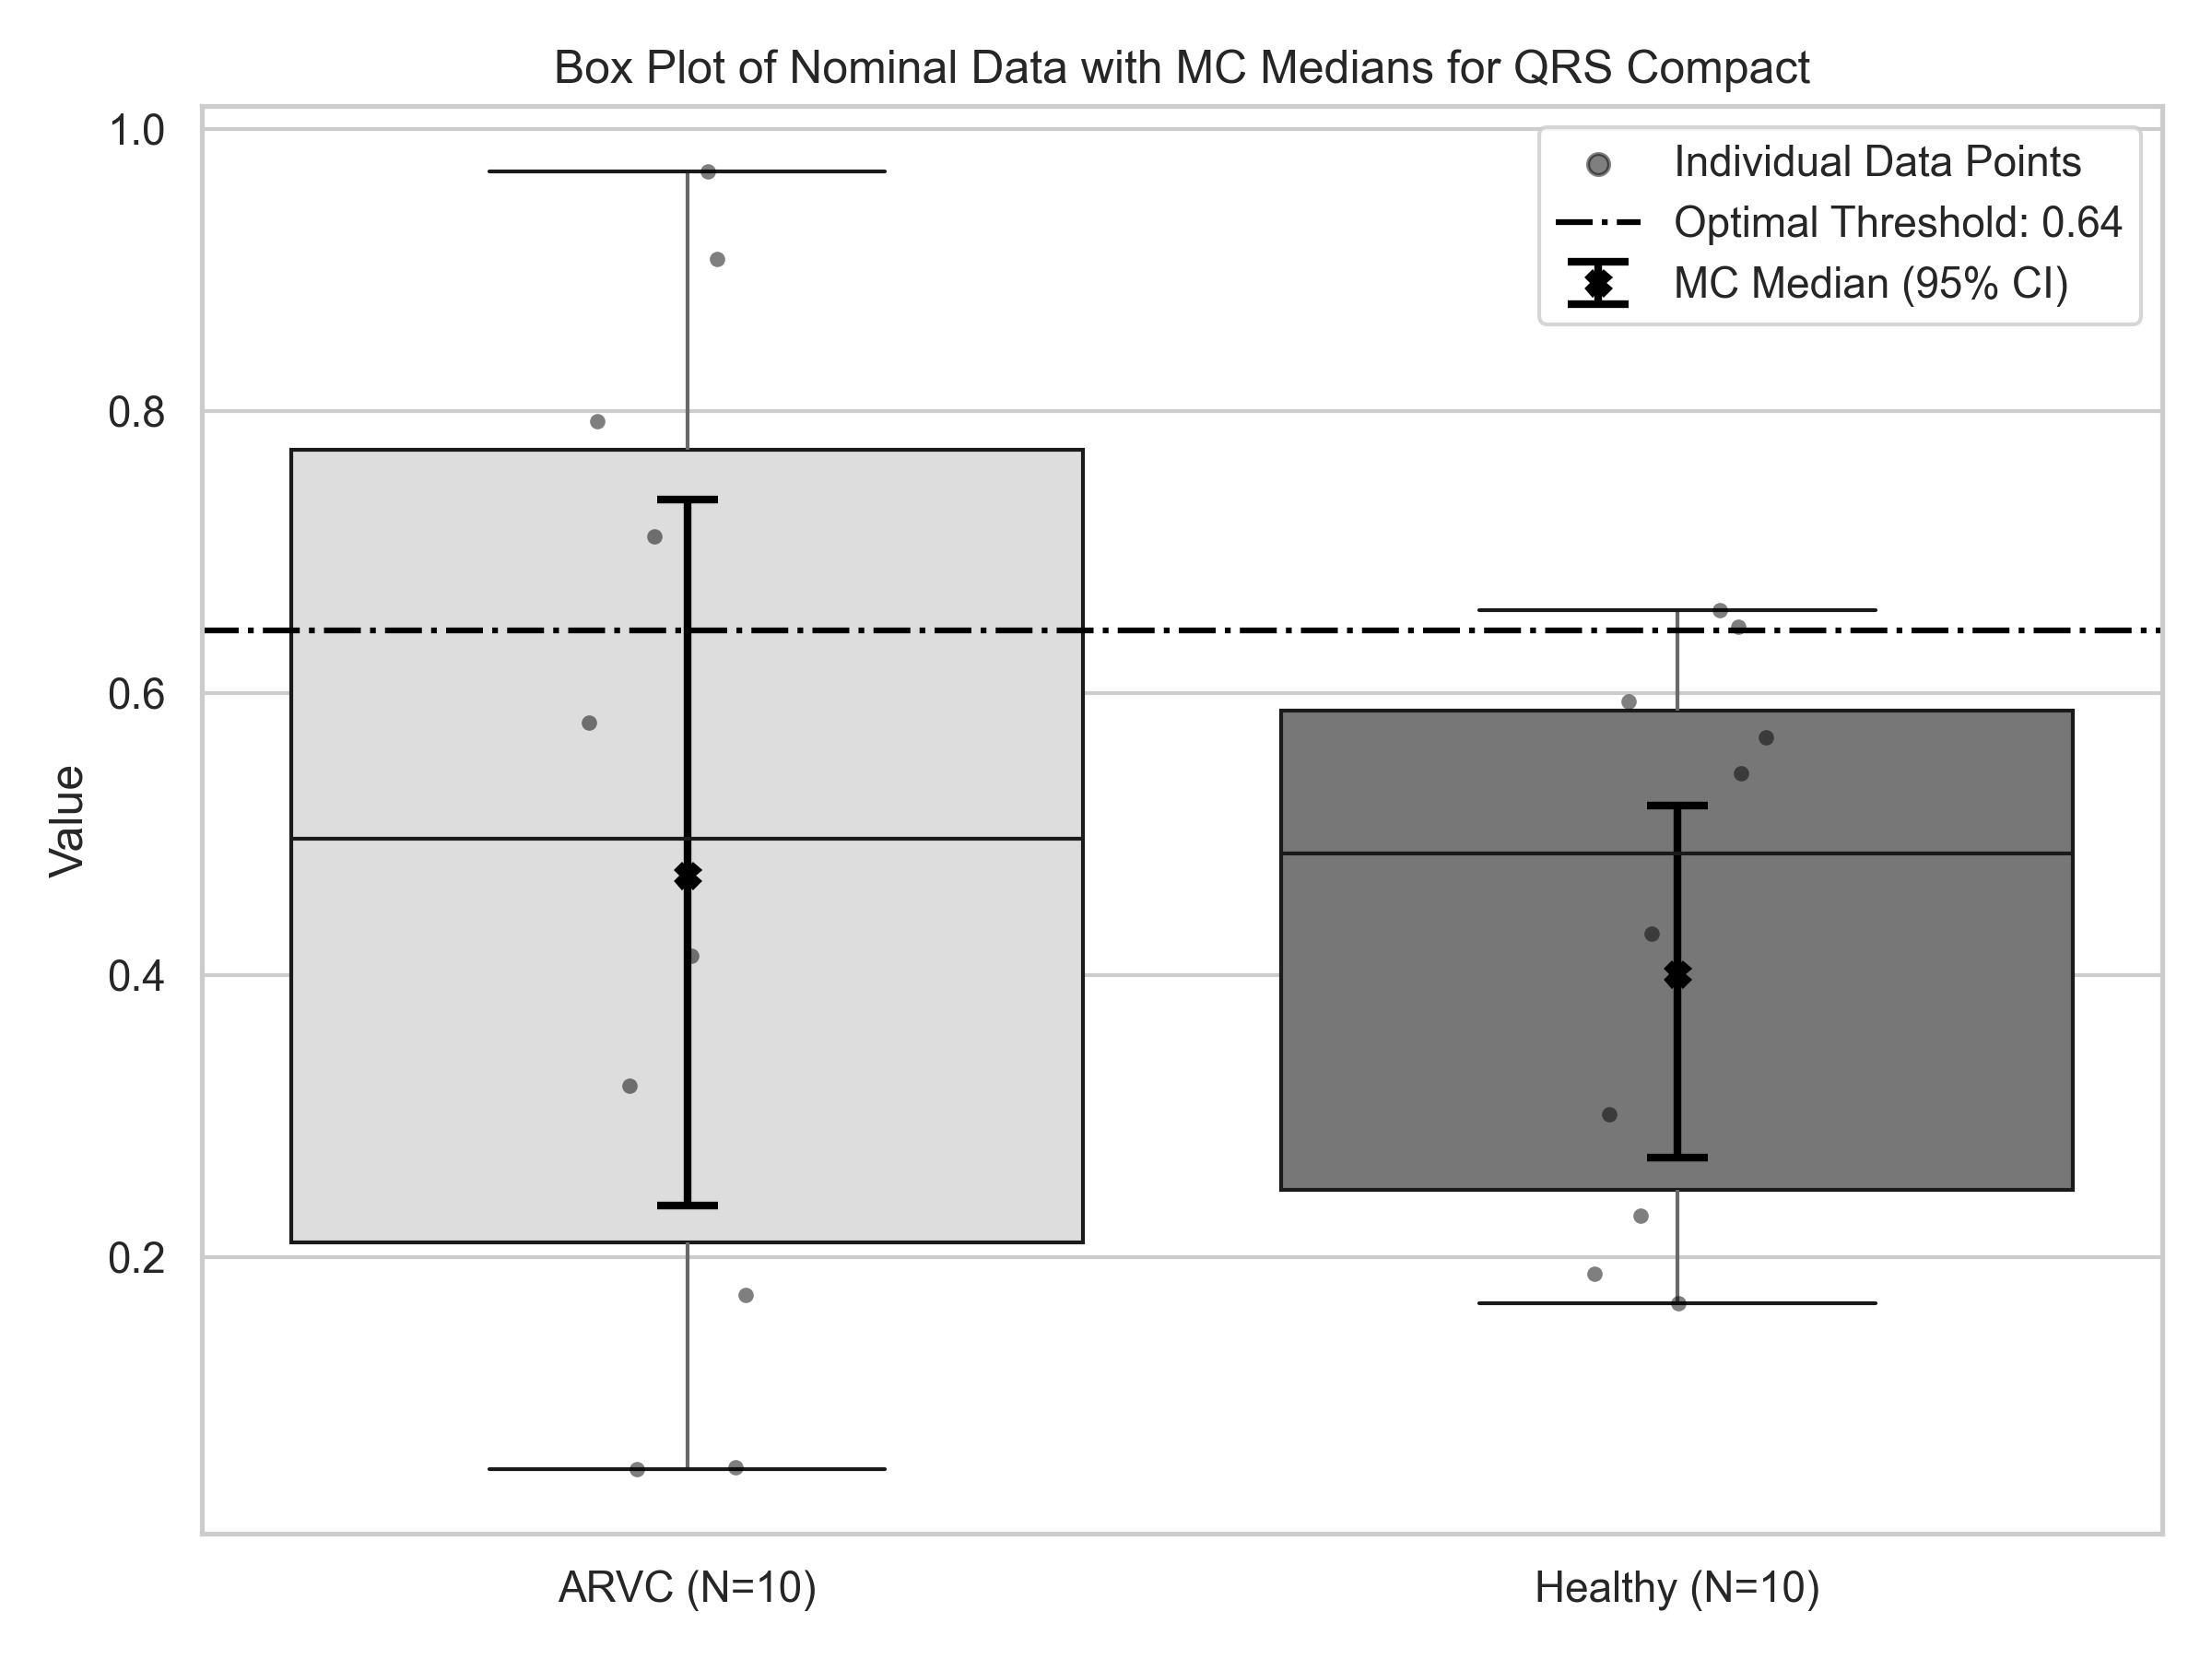 Box Plot of Nominal Data with MC Medians for QRS Compact
Individual Data Points
Optimal Threshold: 0.64
MC Median (95% CI)
1.0
0.8
0.6
0.4
0.2
Value
ARVC (N=10)
Healthy (N=10)